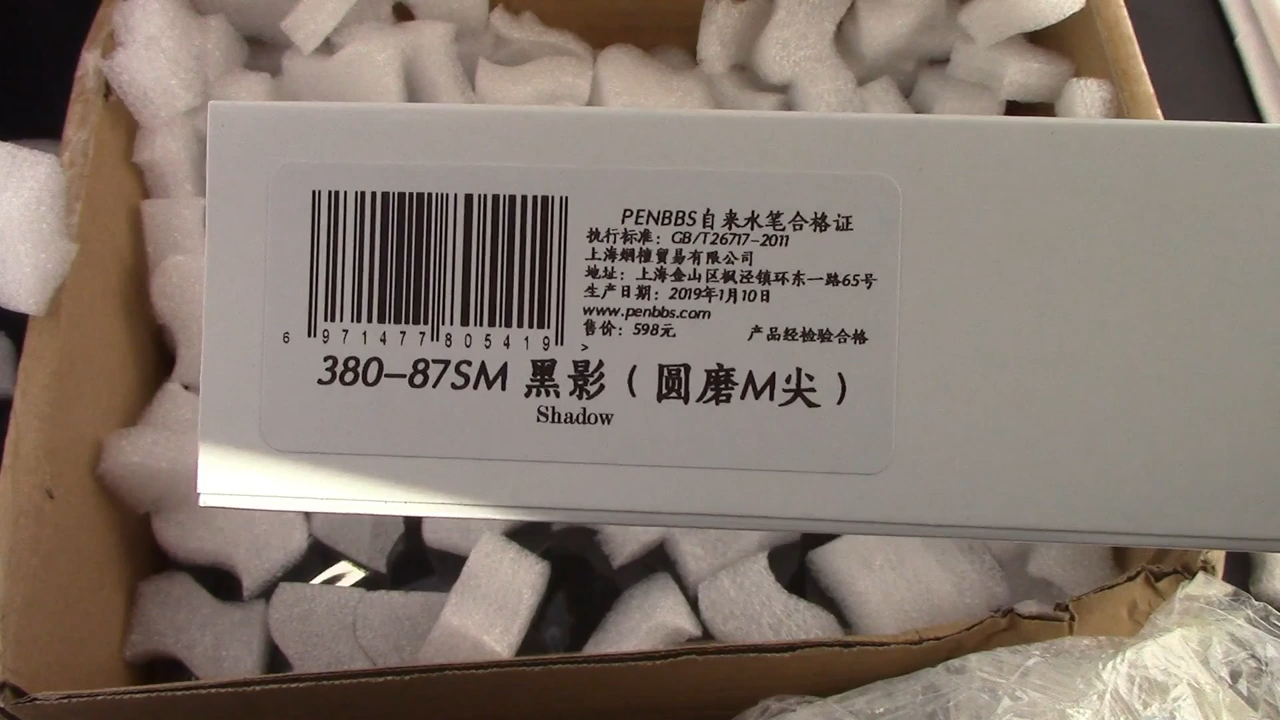 PENBBS自来水笔合格证
执行标准：GB/T26717-2011
上海烟檀贸易有限公司
地址：上海金山区枫泾镇环东一路65号
生产日期：2019年1月10日
www.penbbs.com
售价：598元 产品经检验合格
6 971477 805419 >
380-87SM 黑影（圆磨M尖）
Shadow